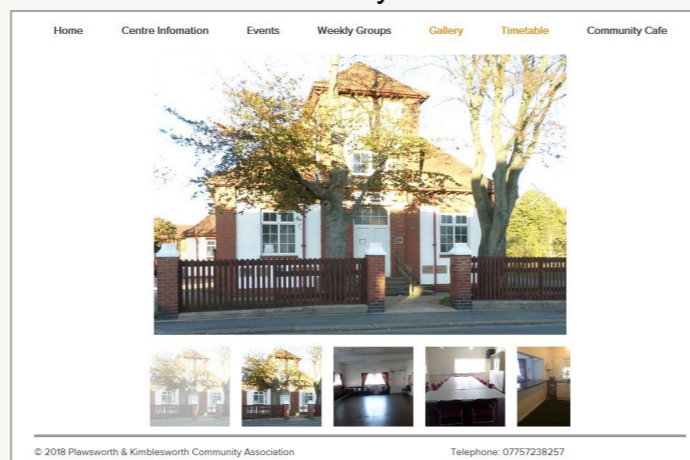 Home Centre Infomation Events Weekly Groups Gallery Timetable Community Cafe
© 2018 Plawsworth & Kimblesworth Community Association Telephone: 07757238257